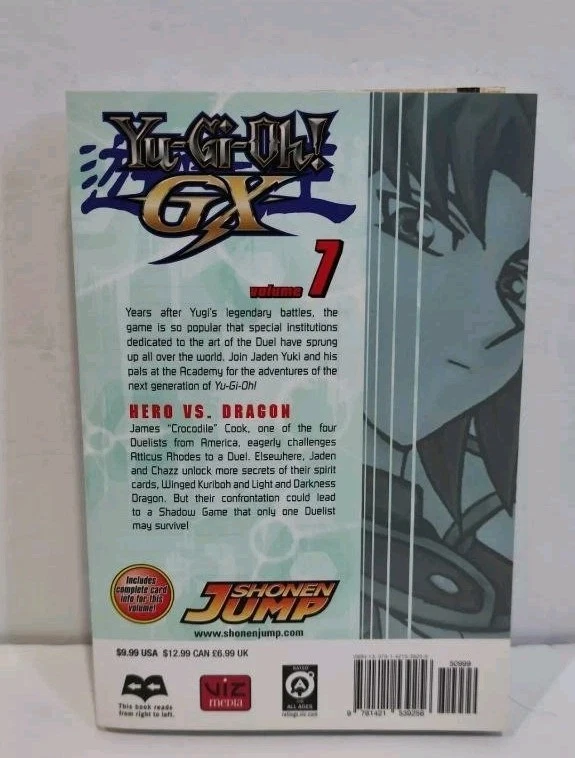 Yu-Gi-Oh!
GX
volume 7
Years after Yugi's legendary battles, the
game is so popular that special institutions
dedicated to the art of the Duel have sprung
up all over the world. Join Jaden Yuki and his
pals at the Academy for the adventures of the
next generation of Yu-Gi-Oh!
HERO VS. DRAGON
James "Crocodile" Cook, one of the four
Duelists from America, eagerly challenges
Atticus Rhodes to a Duel. Elsewhere, Jaden
and Chazz unlock more secrets of their spirit
cards, Winged Kuriboh and Light and Darkness
Dragon. But their confrontation could lead
to a Shadow Game that only one Duelist
may survive!
Includes
complete card
info for this
volume!
SHONEN
JUMP
www.shonenjump.com
$9.99 USA $12.99 CAN £6.99 UK
This book reads
from right to left.
VIZ
media
RATED
A
ALL AGES
ratings.viz.com
50999
9 781421 539256